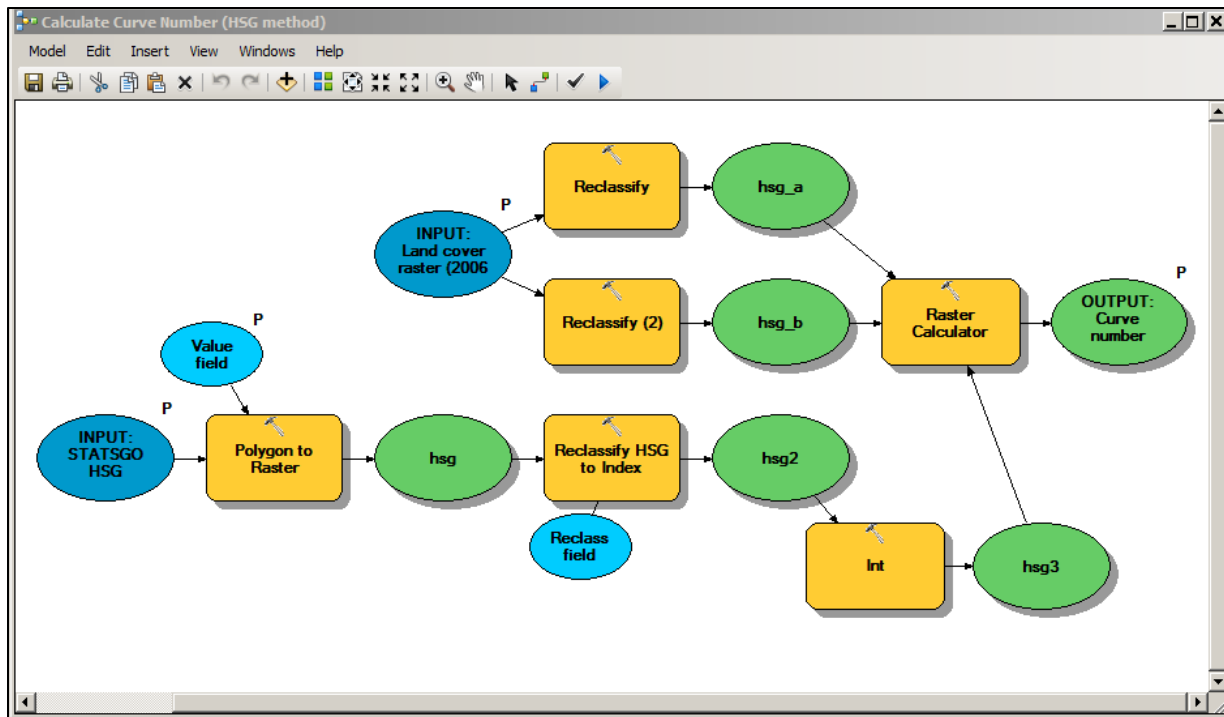 Calculate Curve Number (HSG method)
Model Edit Insert View Windows Help
Reclassify
hsg_a
P
INPUT:
Land cover
raster (2006
P
Reclassify (2)
hsg_b
Raster
Calculator
OUTPUT:
Curve
number
P
Value
field
P
INPUT:
STATSGO
HSG
Polygon to
Raster
hsg
Reclassify HSG
to Index
hsg2
Reclass
field
Int
hsg3